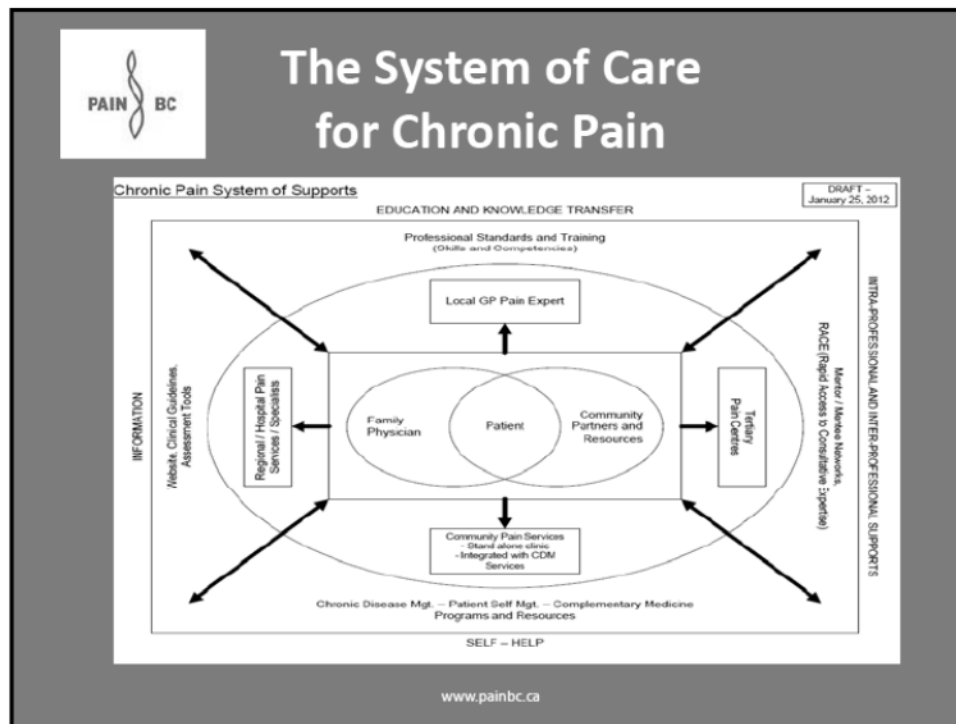 PAIN BC
The System of Care
for Chronic Pain
Chronic Pain System of Supports
DRAFT –
January 25, 2012
EDUCATION AND KNOWLEDGE TRANSFER
Professional Standards and Training
(Skills and Competencies)
Local GP Pain Expert
INFORMATION
Website, Clinical Guidelines,
Assessment Tools
Regional / Hospital Pain
Services / Specialists
Family
Physician
Patient
Community
Partners and
Resources
Tertiary
Pain Centres
Mentor / Mentee Networks,
RACE (Rapid Access to Consultative Expertise)
INTRA-PROFESSIONAL AND INTER-PROFESSIONAL SUPPORTS
Community Pain Services
- Stand alone clinic
- Integrated with CDM
Services
Chronic Disease Mgt. – Patient Self Mgt. – Complementary Medicine
Programs and Resources
SELF – HELP
www.painbc.ca